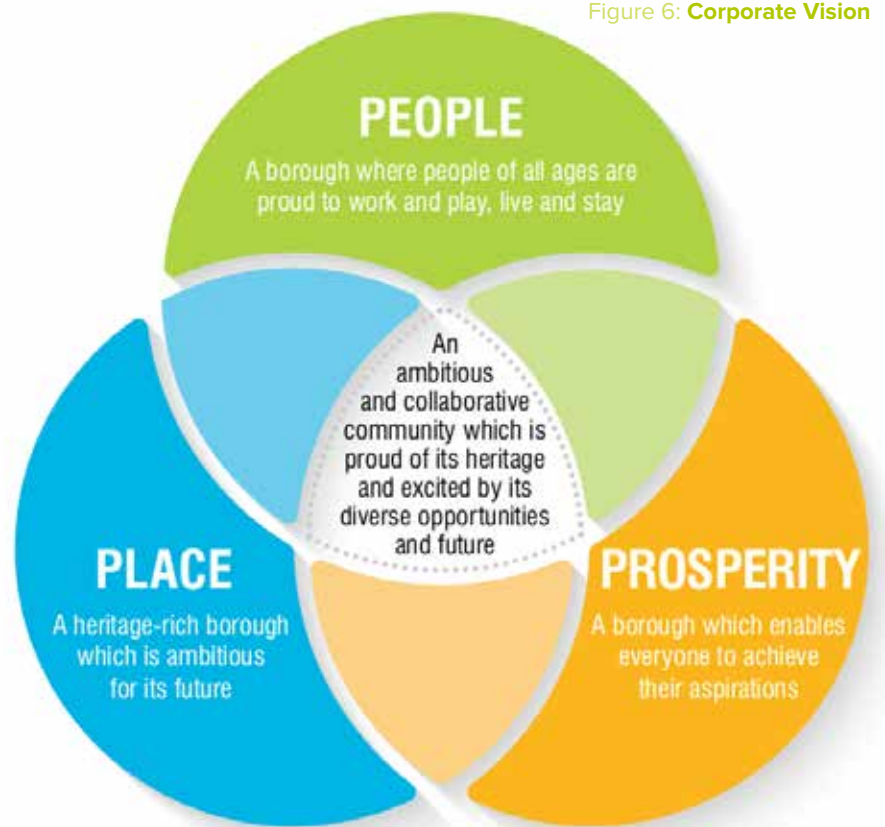 Figure 6: Corporate Vision
PEOPLE
A borough where people of all ages are
proud to work and play, live and stay
An
ambitious
and collaborative
community which is
proud of its heritage
and excited by its
diverse opportunities
and future
PLACE
A heritage-rich borough
which is ambitious
for its future
PROSPERITY
A borough which enables
everyone to achieve
their aspirations